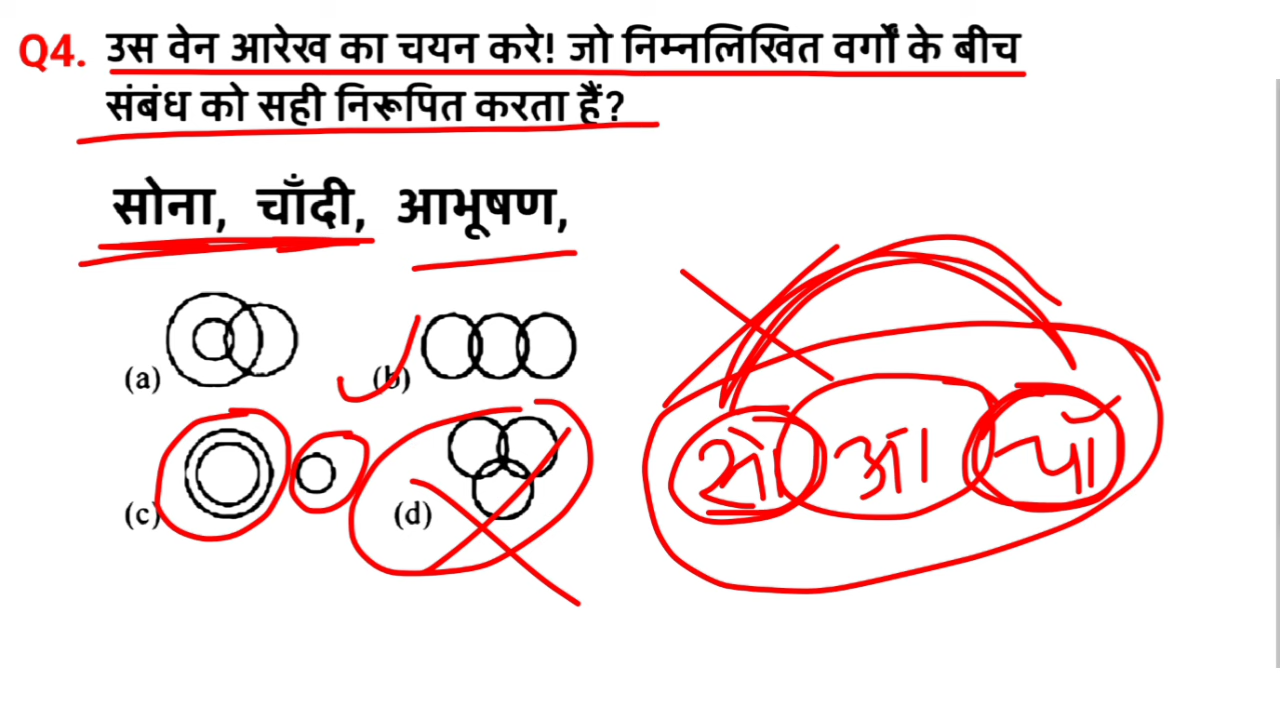 Q4. उस वेन आरेख का चयन करे! जो निम्नलिखित वर्गों के बीच
संबंध को सही निरूपित करता हैं?
सोना, चाँदी, आभूषण,
(a) (b)
(c) (d)
सो आ चाँ